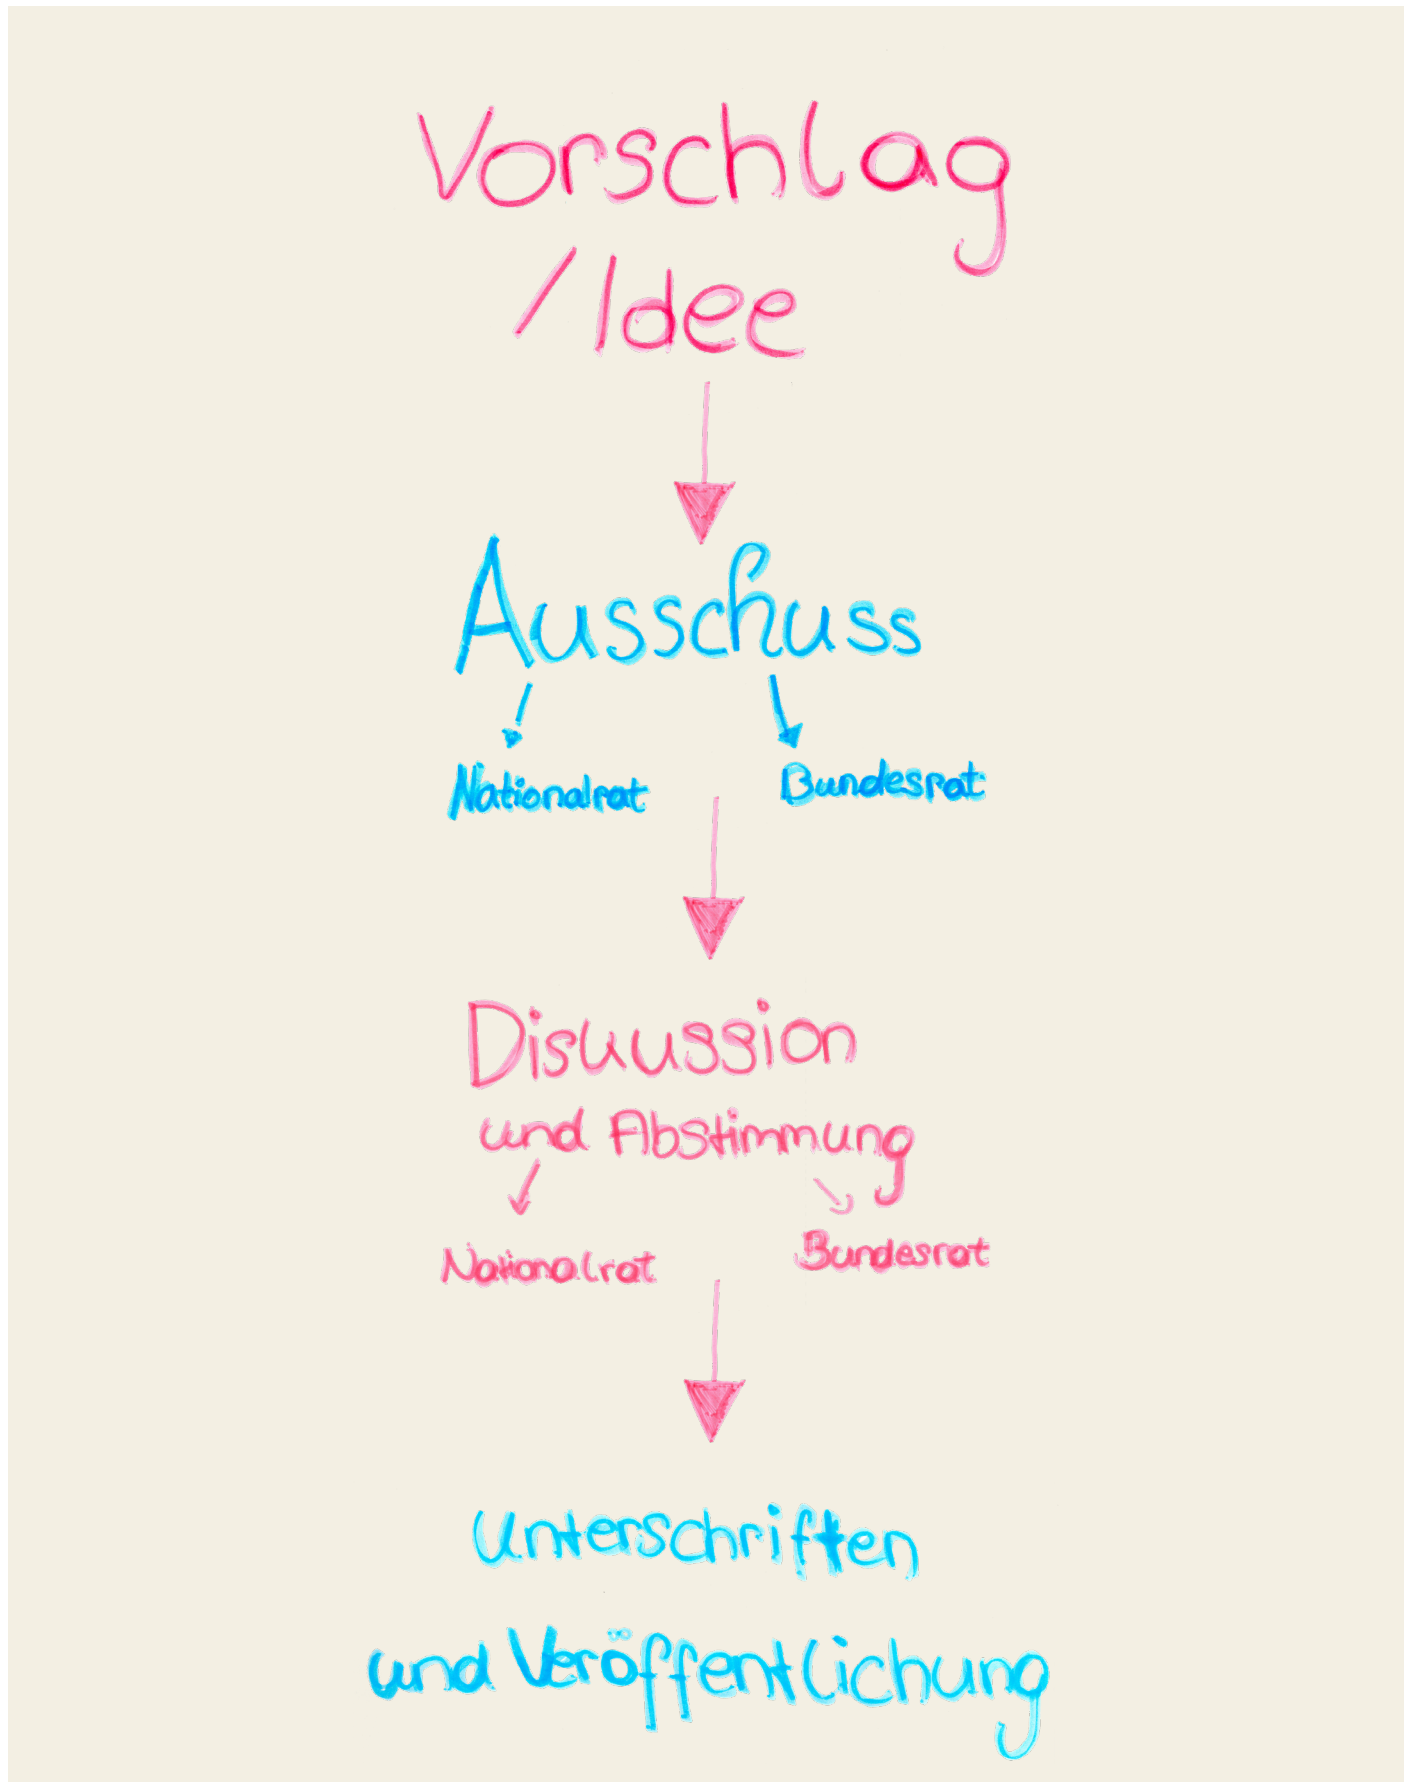 Vorschlag
/Idee
Ausschuss
Nationalrat Bundesrat
Diskussion
und Abstimmung
Nationalrat Bundesrat
Unterschriften
und Veröffentlichung